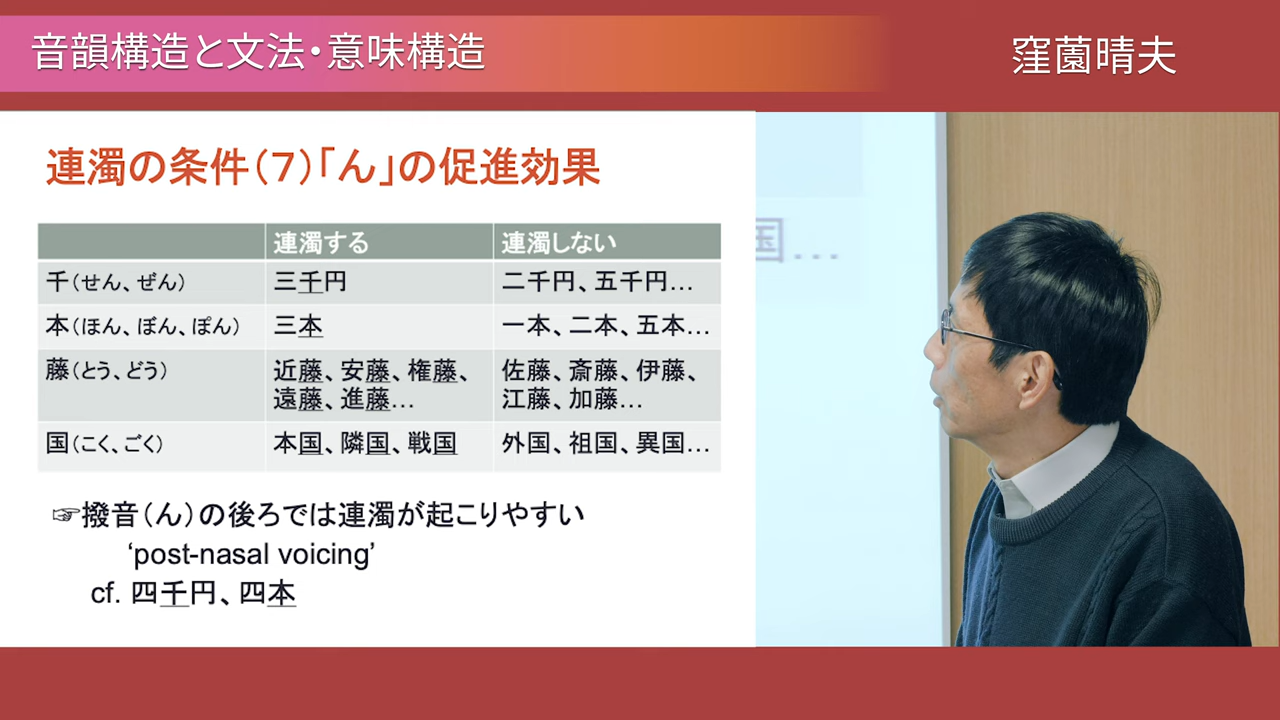 音韻構造と文法・意味構造
窪薗晴夫
連濁の条件(7)「ん」の促進効果
連濁する 連濁しない
千(せん、ぜん) 三千円 二千円、五千円…
本(ほん、ぼん、ぽん) 三本 一本、二本、五本…
藤(とう、どう) 近藤、安藤、権藤、 佐藤、斎藤、伊藤、
遠藤、進藤… 江藤、加藤…
国(こく、ごく) 本国、隣国、戦国 外国、祖国、異国…
☞撥音(ん)の後ろでは連濁が起こりやすい
‘post-nasal voicing’
cf. 四千円、四本
国…